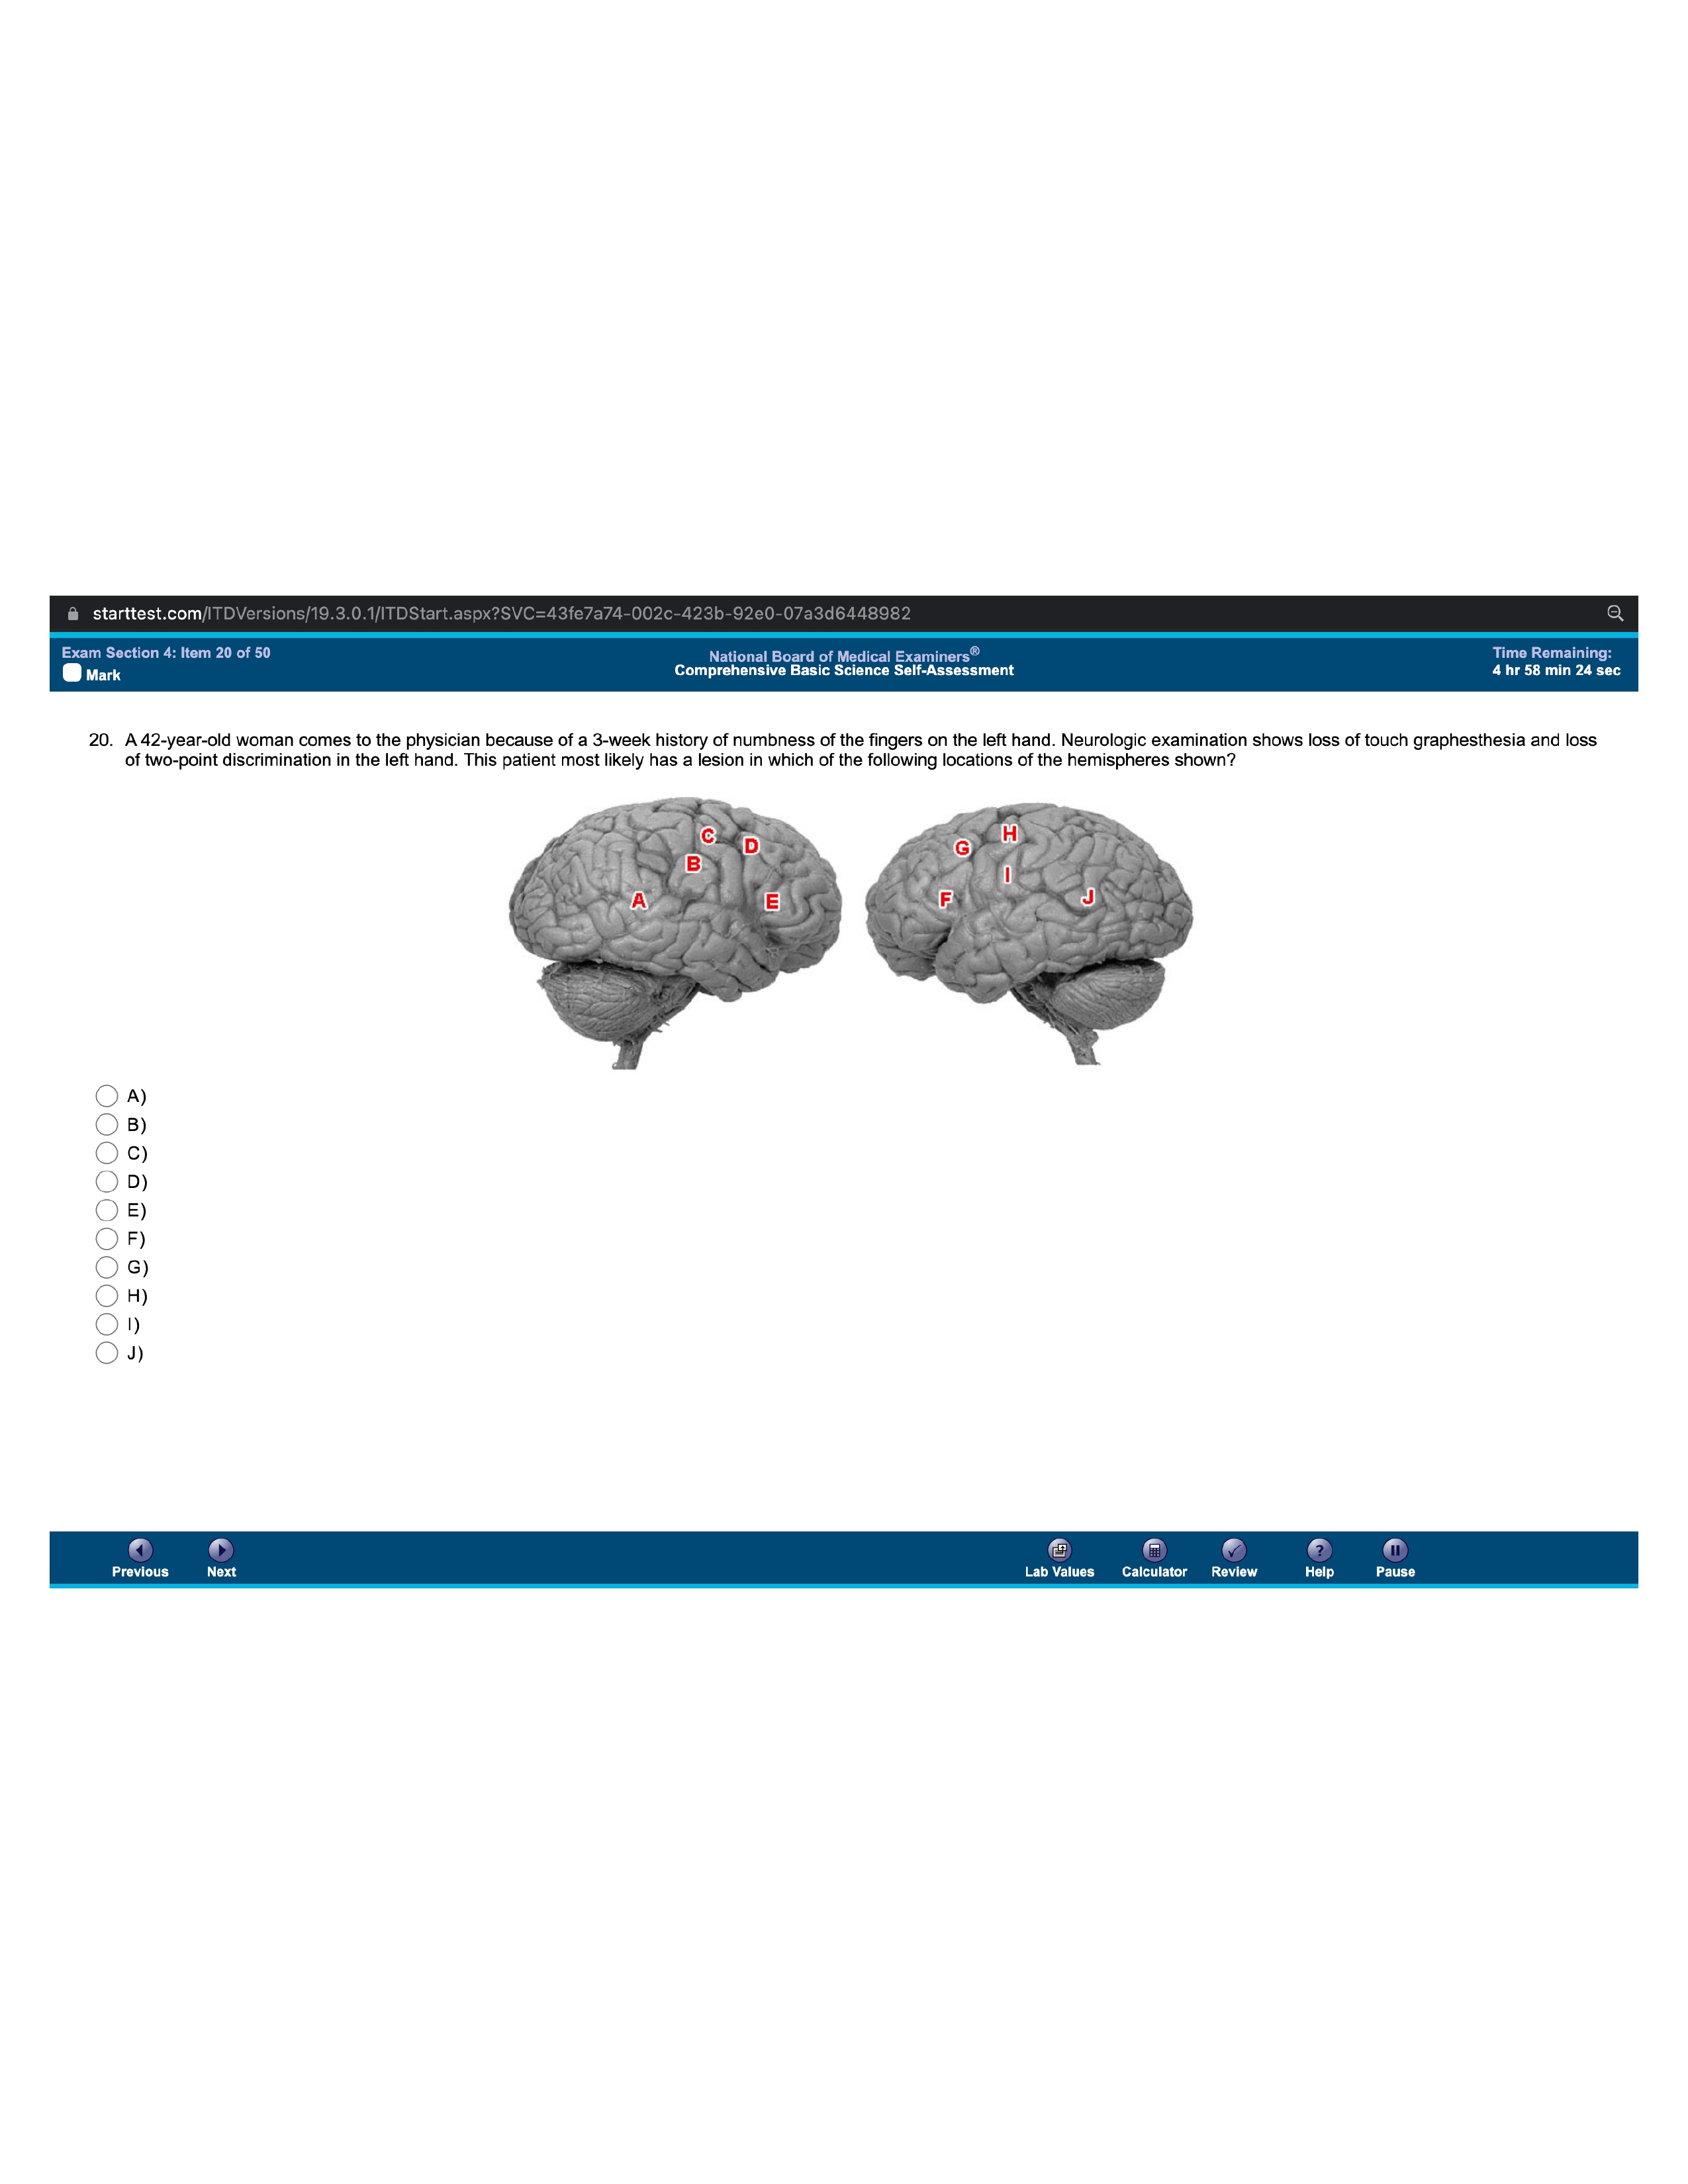 starttest.com/ITDVersions/19.3.0.1/ITDStart.aspx?SVC=43fe7a74-002c-423b-92e0-07a3d6448982
Exam Section 4: Item 20 of 50
Mark
National Board of Medical Examiners®
Comprehensive Basic Science Self-Assessment
Time Remaining:
4 hr 58 min 24 sec
20. A 42-year-old woman comes to the physician because of a 3-week history of numbness of the fingers on the left hand. Neurologic examination shows loss of touch graphesthesia and loss
of two-point discrimination in the left hand. This patient most likely has a lesion in which of the following locations of the hemispheres shown?
C
D
B
A
E
H
G
I
F
J
A)
B)
C)
D)
E)
F)
G)
H)
I)
J)
Previous
Next
Lab Values
Calculator
Review
Help
Pause